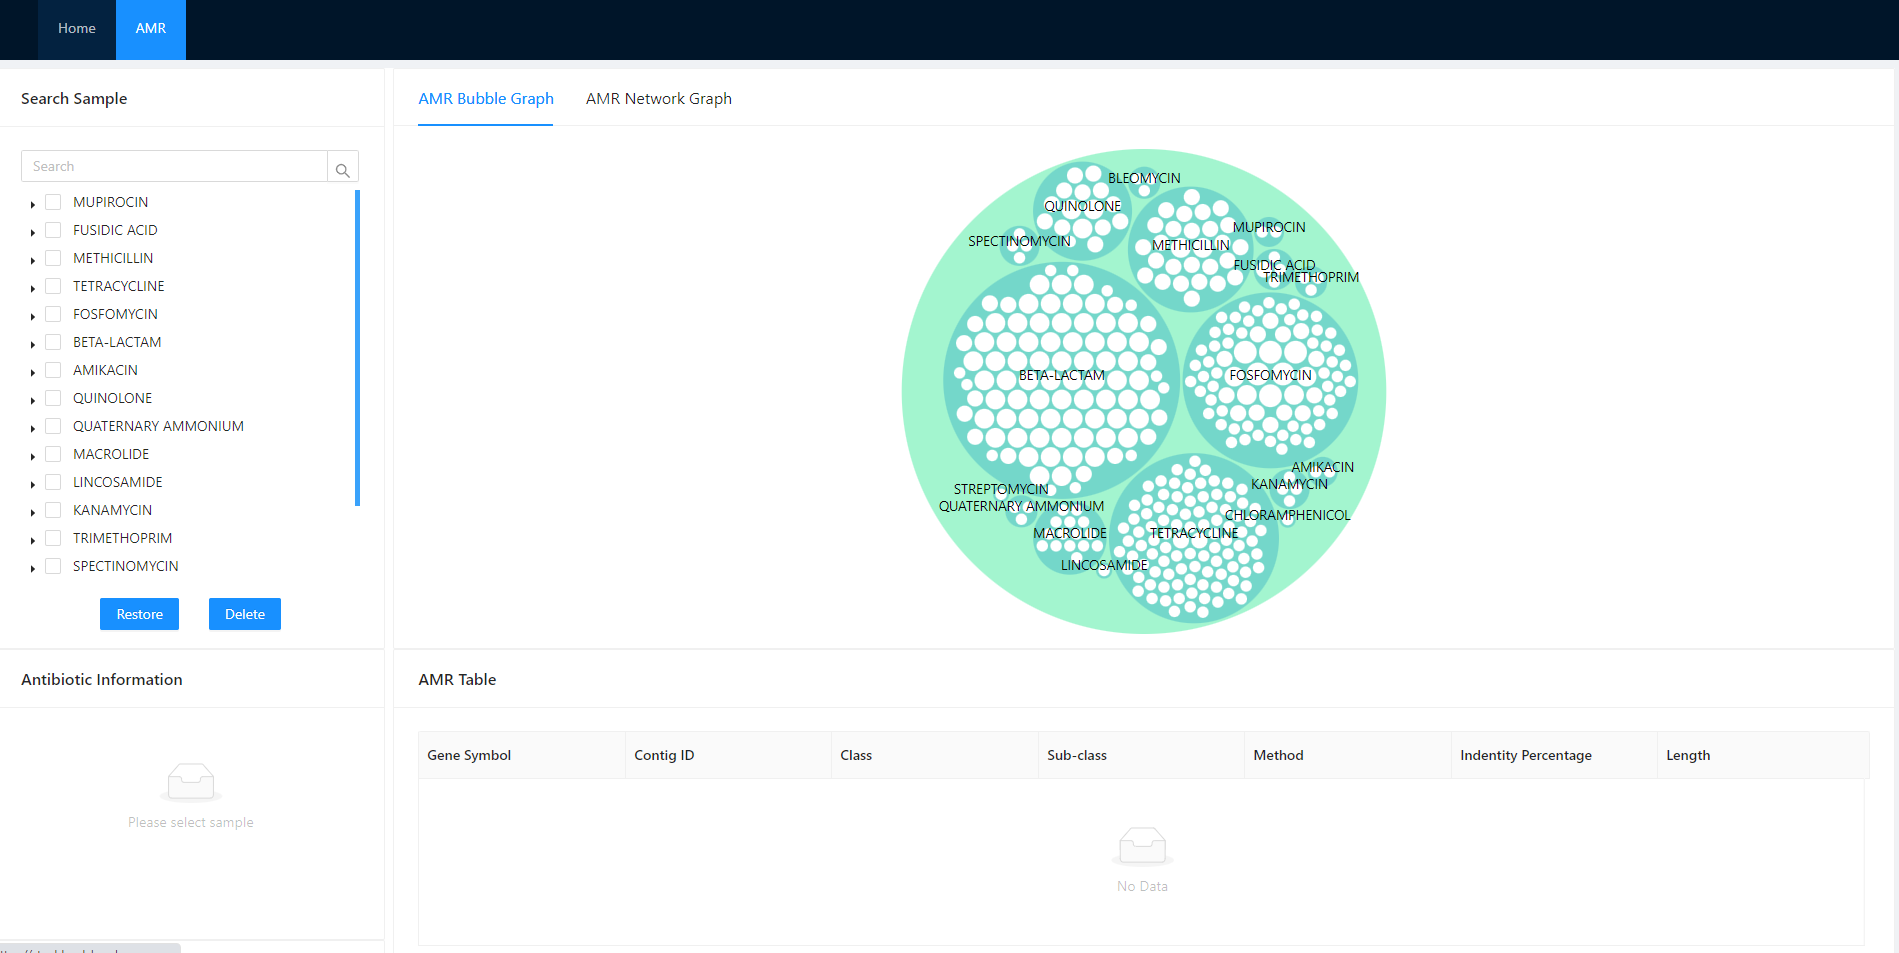 Home
AMR
Search Sample
Search
MUPIROCIN
FUSIDIC ACID
METHICILLIN
TETRACYCLINE
FOSFOMYCIN
BETA-LACTAM
AMIKACIN
QUINOLONE
QUATERNARY AMMONIUM
MACROLIDE
LINCOSAMIDE
KANAMYCIN
TRIMETHOPRIM
SPECTINOMYCIN
Restore
Delete
AMR Bubble Graph
AMR Network Graph
BLEOMYCIN
QUINOLONE
MUPIROCIN
SPECTINOMYCIN
METHICILLIN
FUSIDIC ACID
TRIMETHOPRIM
BETA-LACTAM
FOSFOMYCIN
AMIKACIN
KANAMYCIN
STREPTOMYCIN
QUATERNARY AMMONIUM
CHLORAMPHENICOL
MACROLIDE
TETRACYCLINE
LINCOSAMIDE
Antibiotic Information
Please select sample
AMR Table
Gene Symbol
Contig ID
Class
Sub-class
Method
Indentity Percentage
Length
No Data